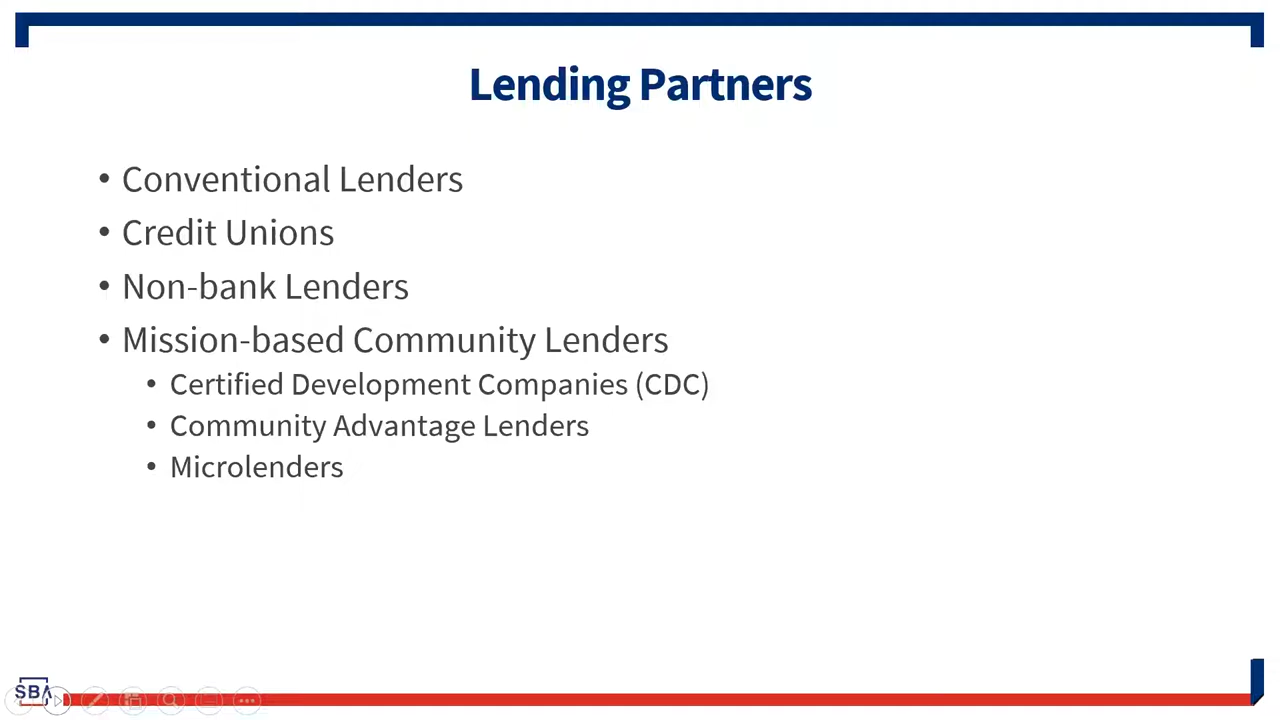 Lending Partners
• Conventional Lenders
• Credit Unions
• Non-bank Lenders
• Mission-based Community Lenders
• Certified Development Companies (CDC)
• Community Advantage Lenders
• Microlenders
SBA